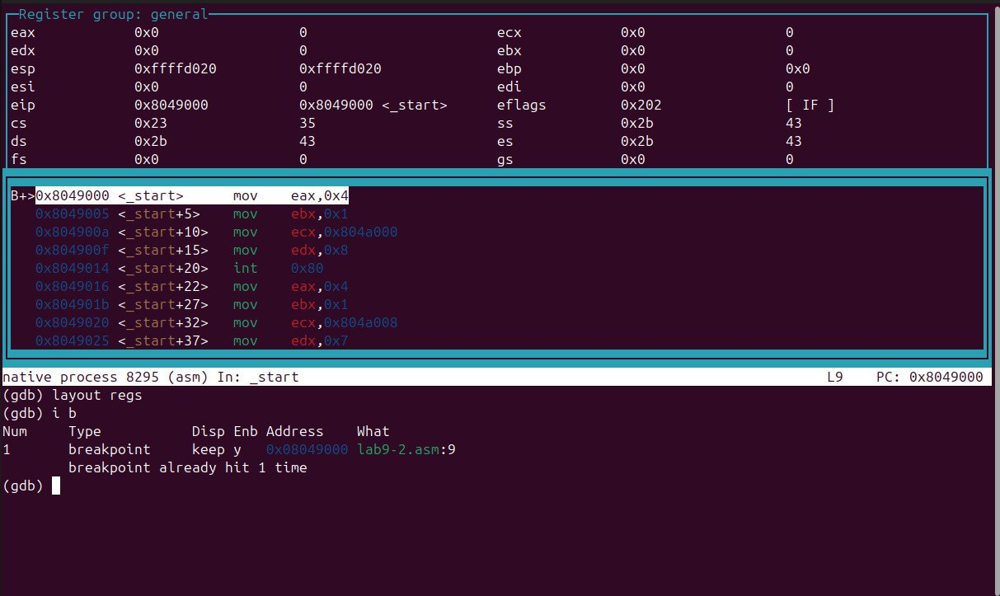 Register group: general
eax 0x0 0 ecx 0x0 0
edx 0x0 0 ebx 0x0 0
esp 0xffffd020 0xffffd020 ebp 0x0 0x0
esi 0x0 0 edi 0x0 0
eip 0x8049000 0x8049000 <_start> eflags 0x202 [ IF ]
cs 0x23 35 ss 0x2b 43
ds 0x2b 43 es 0x2b 43
fs 0x0 0 gs 0x0 0
B+>0x8049000 <_start> mov eax,0x4
0x8049005 <_start+5> mov ebx,0x1
0x804900a <_start+10> mov ecx,0x804a000
0x804900f <_start+15> mov edx,0x8
0x8049014 <_start+20> int 0x80
0x8049016 <_start+22> mov eax,0x4
0x804901b <_start+27> mov ebx,0x1
0x8049020 <_start+32> mov ecx,0x804a008
0x8049025 <_start+37> mov edx,0x7
native process 8295 (asm) In: _start L9 PC: 0x8049000
(gdb) layout regs
(gdb) i b
Num Type Disp Enb Address What
1 breakpoint keep y 0x08049000 lab9-2.asm:9
breakpoint already hit 1 time
(gdb)